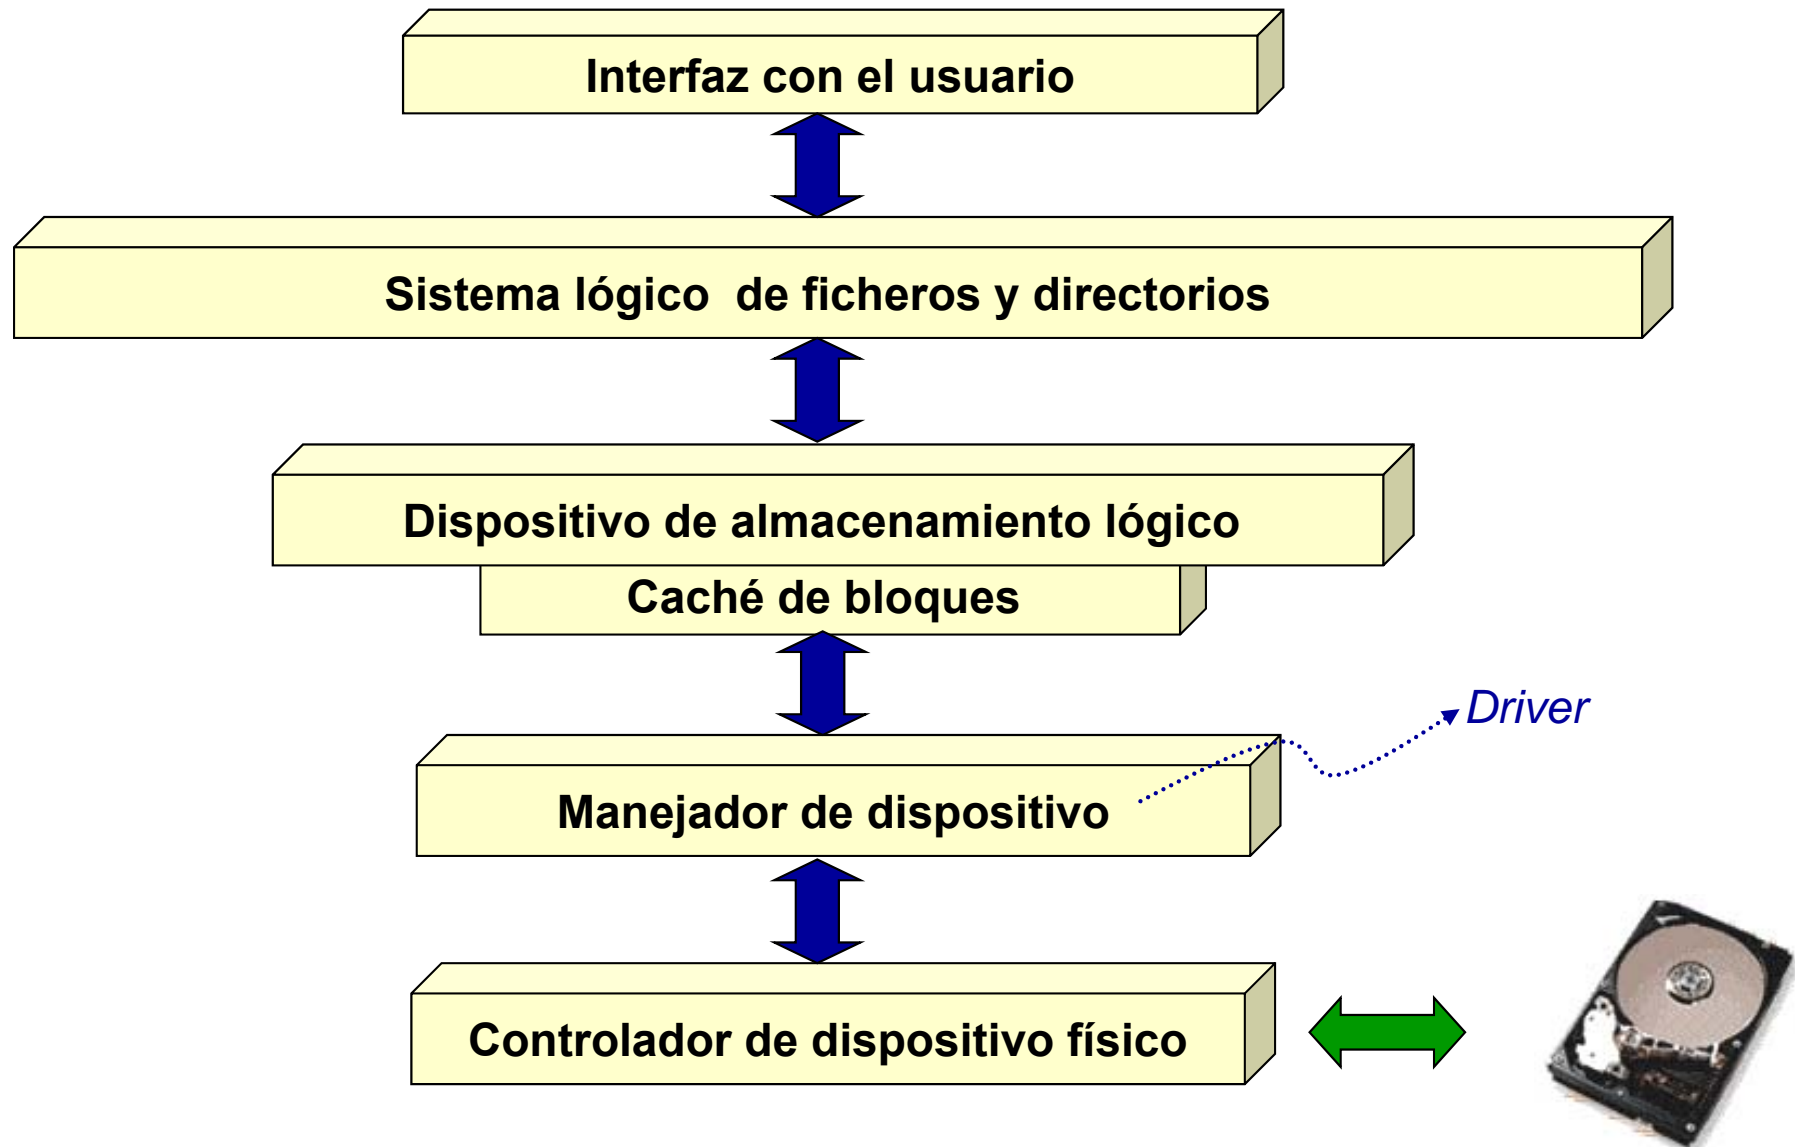 Interfaz con el usuario
Sistema lógico de ficheros y directorios
Dispositivo de almacenamiento lógico
Caché de bloques
Driver
Manejador de dispositivo
Controlador de dispositivo físico